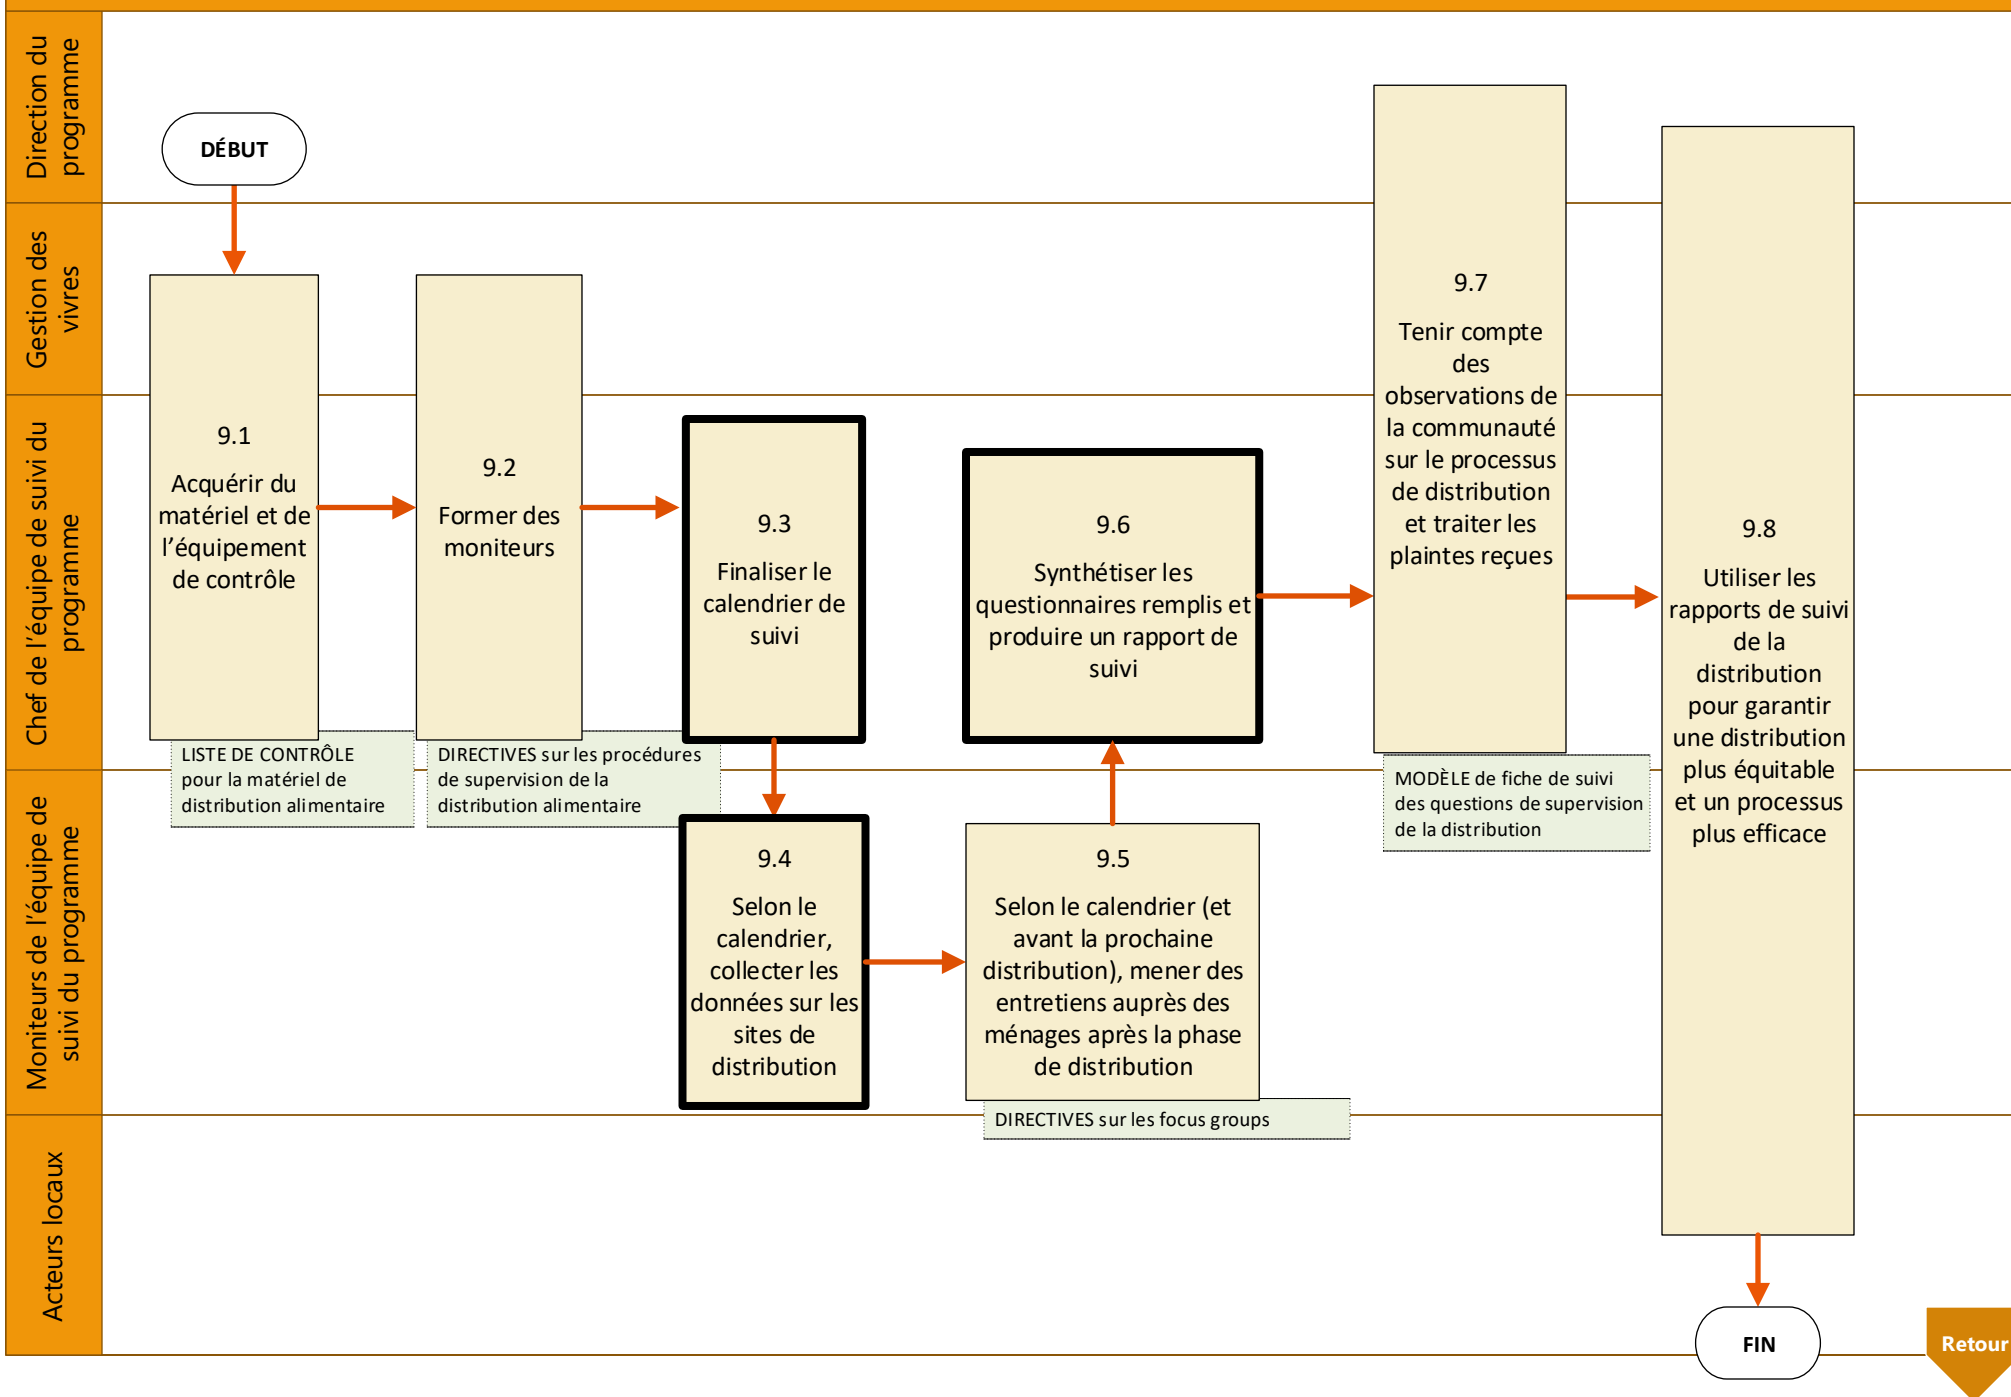 Direction du
programme
Gestion des
vivres
Chef de l'équipe de suivi du
programme
Moniteurs de l'équipe de
suivi du programme
Acteurs locaux
DÉBUT
9.1
Acquérir du
matériel et de
l'équipement
de contrôle
LISTE DE CONTRÔLE
pour la matériel de
distribution alimentaire
9.2
Former des
moniteurs
DIRECTIVES sur les procédures
de supervision de la
distribution alimentaire
9.3
Finaliser le
calendrier de
suivi
9.4
Selon le
calendrier,
collecter les
données sur les
sites de
distribution
9.5
Selon le calendrier (et
avant la prochaine
distribution), mener des
entretiens auprès des
ménages après la phase
de distribution
DIRECTIVES sur les focus groups
9.6
Synthétiser les
questionnaires remplis et
produire un rapport de
suivi
9.7
Tenir compte
des
observations de
la communauté
sur le processus
de distribution
et traiter les
plaintes reçues
MODÈLE de fiche de suivi
des questions de supervision
de la distribution
9.8
Utiliser les
rapports de suivi
de la
distribution
pour garantir
une distribution
plus équitable
et un processus
plus efficace
FIN
Retour